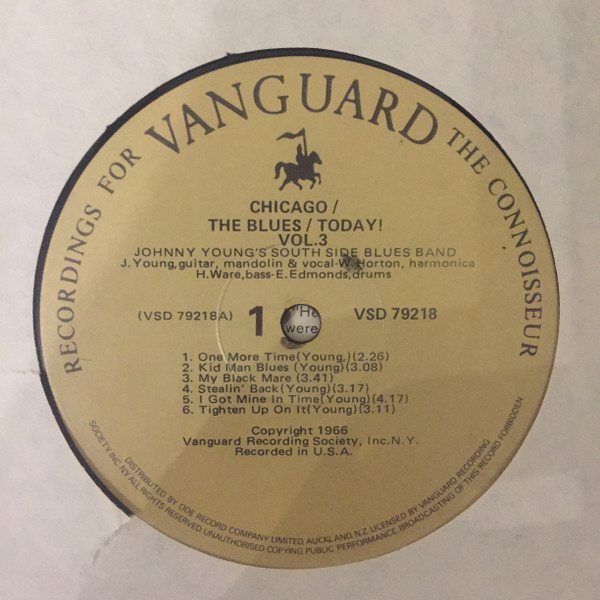 RECORDINGS FOR VANGUARD THE CONNOISSEUR
CHICAGO /
THE BLUES / TODAY!
VOL.3
JOHNNY YOUNG'S SOUTH SIDE BLUES BAND
J.Young,guitar, mandolin & vocal-W.Horton, harmonica
H.Ware,bass-E.Edmonds,drums
(VSD 79218A) 1 VSD 79218
"He
were
1. One More Time(Young,)(2.26)
2. Kid Man Blues (Young)(3.08)
3. My Black Mare (3.41)
4. Stealin' Back(Young)(3.17)
5. I Got Mine In Time(Young)(4.17)
6. Tighten Up On It(Young)(3.11)
Copyright 1966
Vanguard Recording Society, Inc.N.Y.
Recorded in U.S.A.
DISTRIBUTED BY ODE RECORD COMPANY LIMITED, AUCKLAND, N.Z. LICENSED BY VANGUARD RECORDING
SOCIETY, INC. NY ALL RIGHTS RESERVED. UNAUTHORISED COPYING, PUBLIC PERFORMANCE, BROADCASTING OF THIS RECORD FORBIDDEN